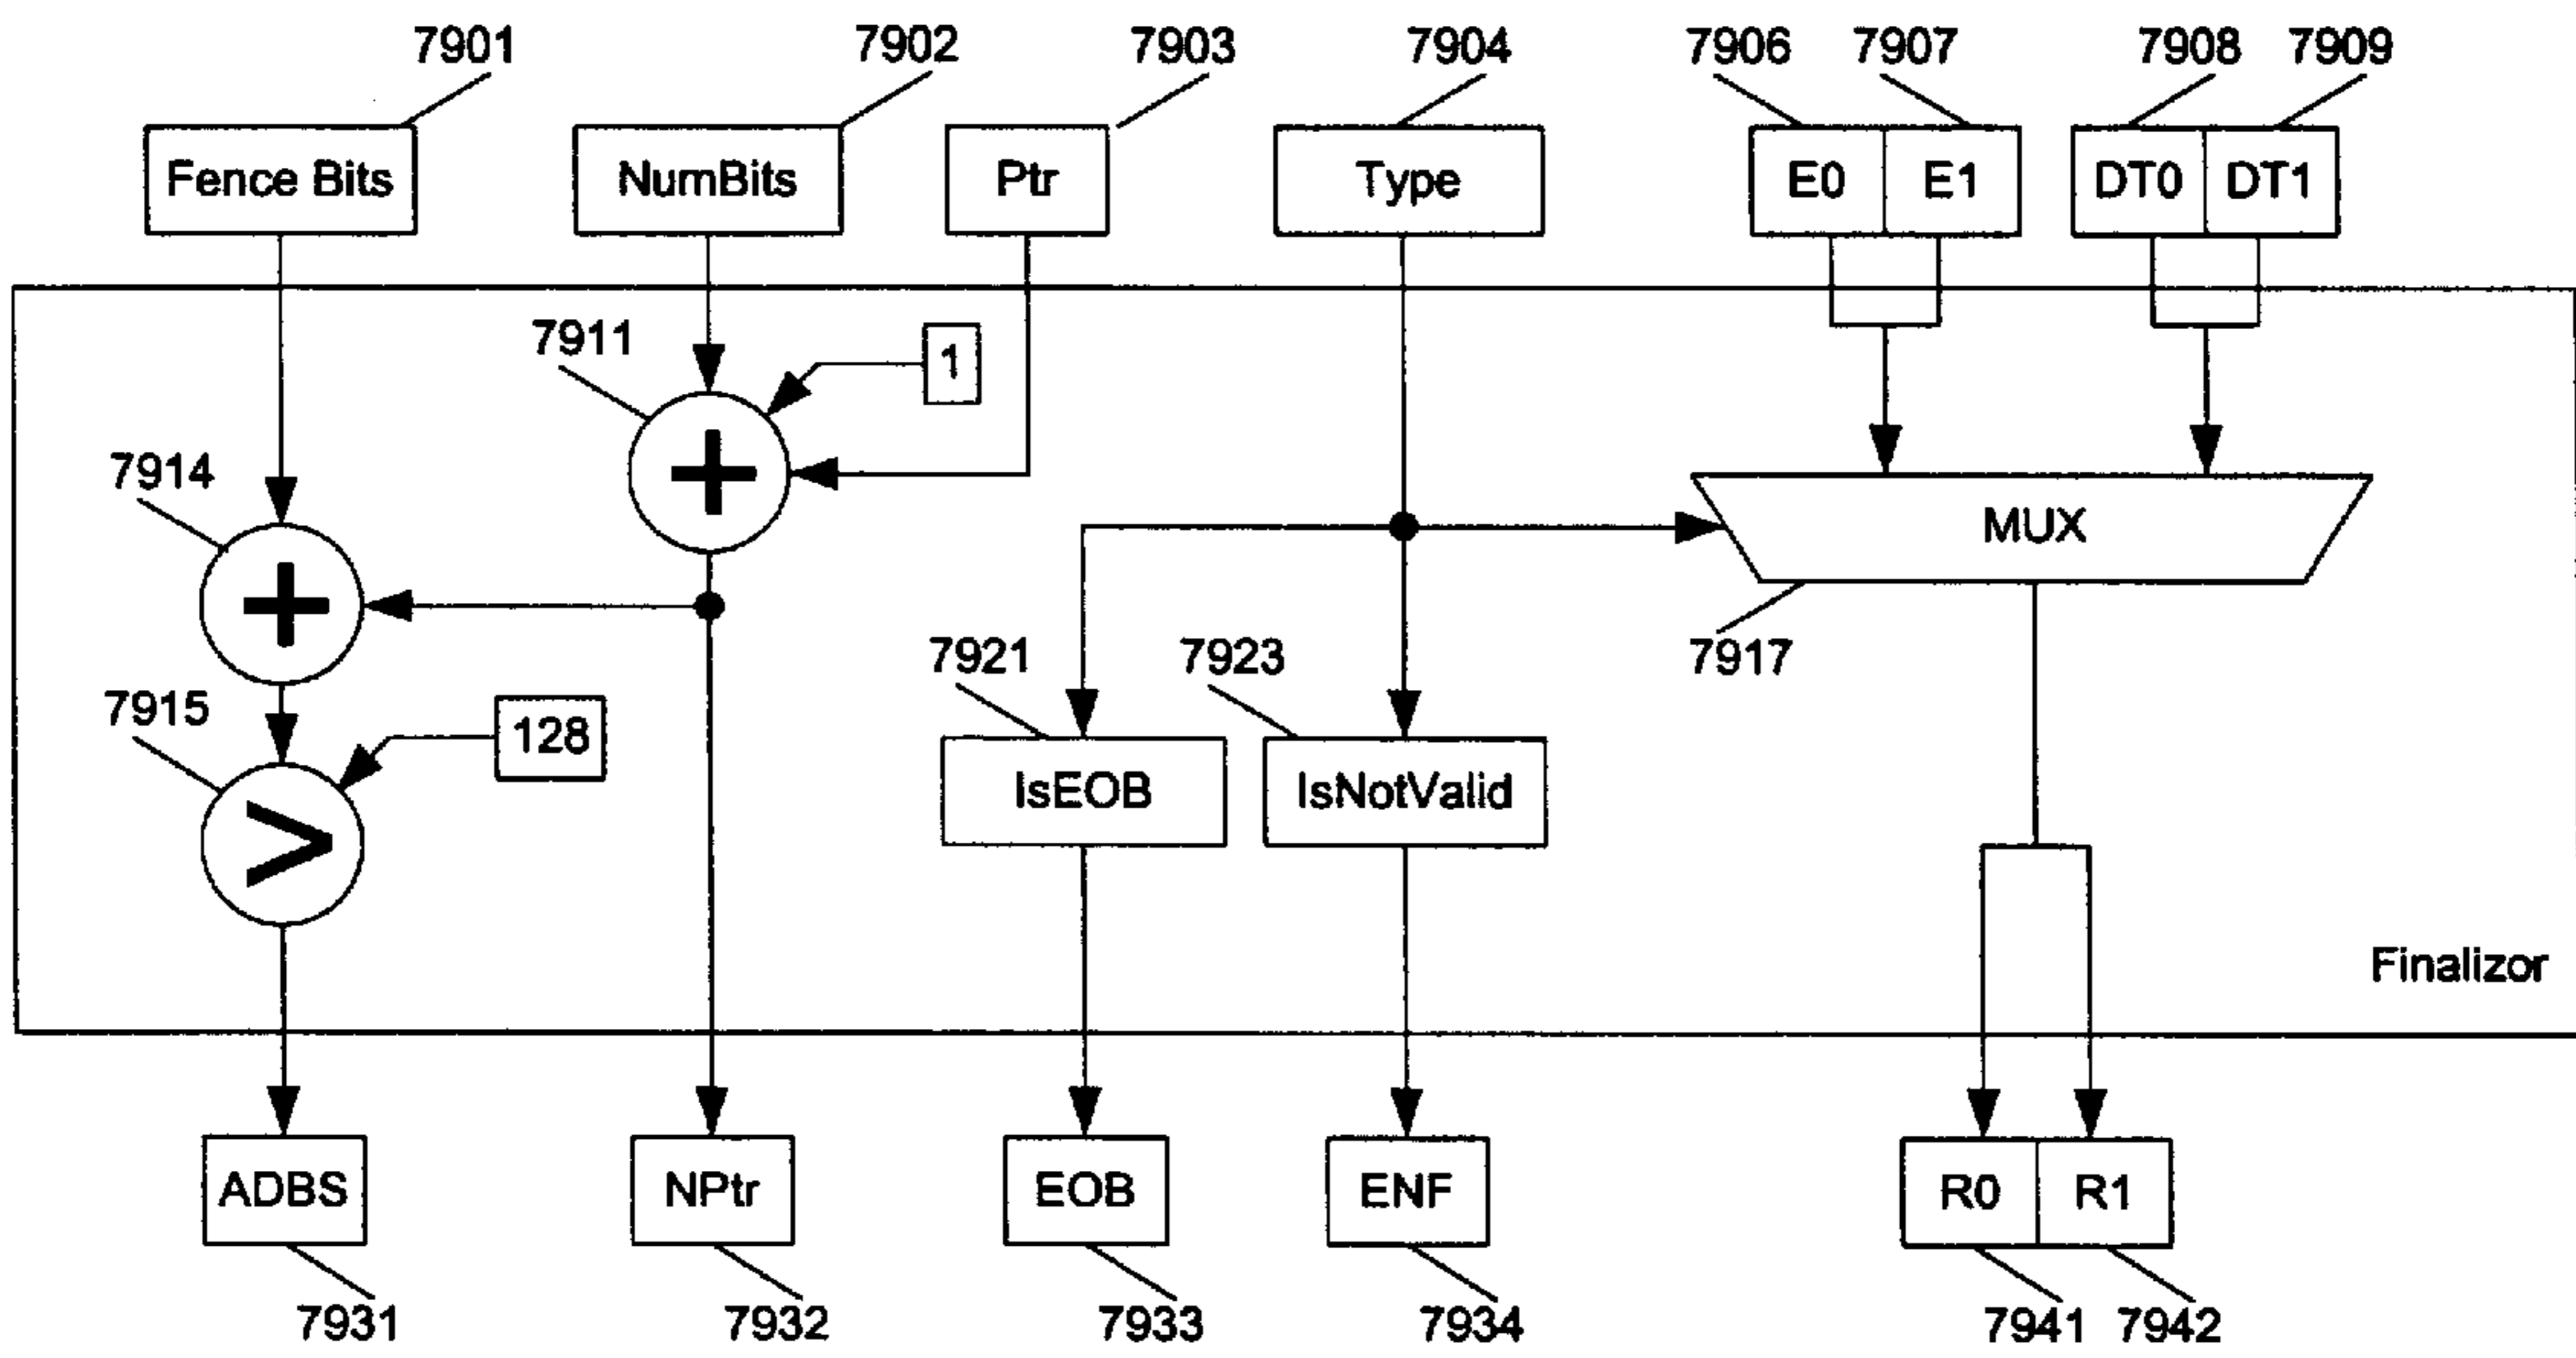 7901 7902 7903 7904 7906 7907 7908 7909
Fence Bits NumBits Ptr Type E0 E1 DT0 DT1
7911 1
+
7914
+ MUX
7921 7923 7917
7915 128
IsEOB IsNotValid
>
Finalizor
ADBS NPtr EOB ENF R0 R1
7931 7932 7933 7934 7941 7942